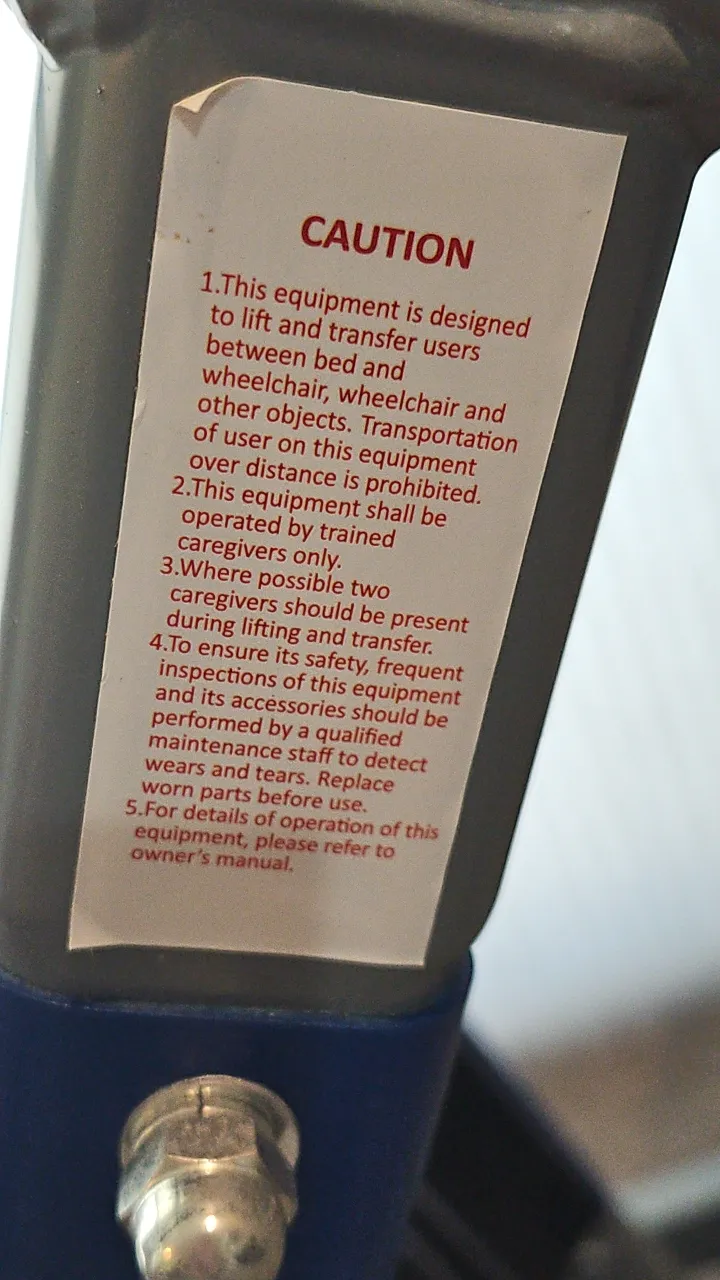 CAUTION
1.This equipment is designed
to lift and transfer users
between bed and
wheelchair, wheelchair and
other objects. Transportation
of user on this equipment
over distance is prohibited.
2.This equipment shall be
operated by trained
caregivers only.
3.Where possible two
caregivers should be present
during lifting and transfer.
4.To ensure its safety, frequent
inspections of this equipment
and its accessories should be
performed by a qualified
maintenance staff to detect
wears and tears. Replace
worn parts before use.
5.For details of operation of this
equipment, please refer to
owner's manual.